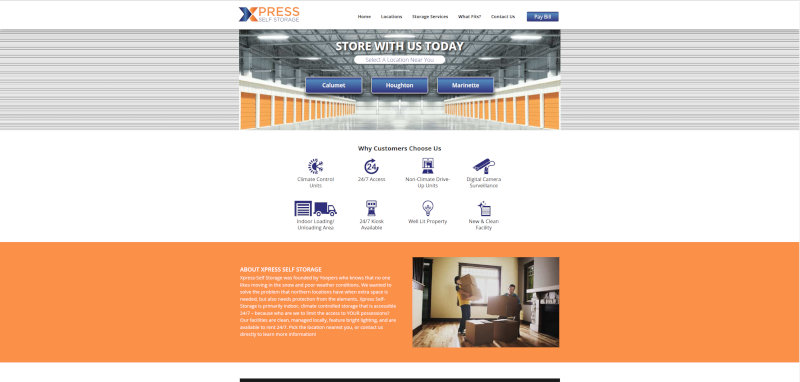 XPRESS
SELF STORAGE
Home Locations Storage Services What Fits? Contact Us Pay Bill
STORE WITH US TODAY
Select A Location Near You
Calumet Houghton Marinette
Why Customers Choose Us
Climate Control
Units
24
24/7 Access
Non-Climate Drive-
Up Units
Digital Camera
Surveillance
Indoor Loading/
Unloading Area
24/7 Kiosk
Available
Well Lit Property
New & Clean
Facility
ABOUT XPRESS SELF STORAGE
Xpress Self Storage was founded by Yoopers who knows that no one
likes moving in the snow and poor weather conditions. We wanted to
solve the problem that northern locations have when extra space is
needed, but also needs protection from the elements. Xpress Self-
Storage is primarily indoor, climate controlled storage that is accessible
24/7 – because who are we to limit the access to YOUR possessions?
Our facilities are clean, managed locally, feature bright lighting, and are
available to rent 24/7. Pick the location nearest you, or contact us
directly to learn more information!